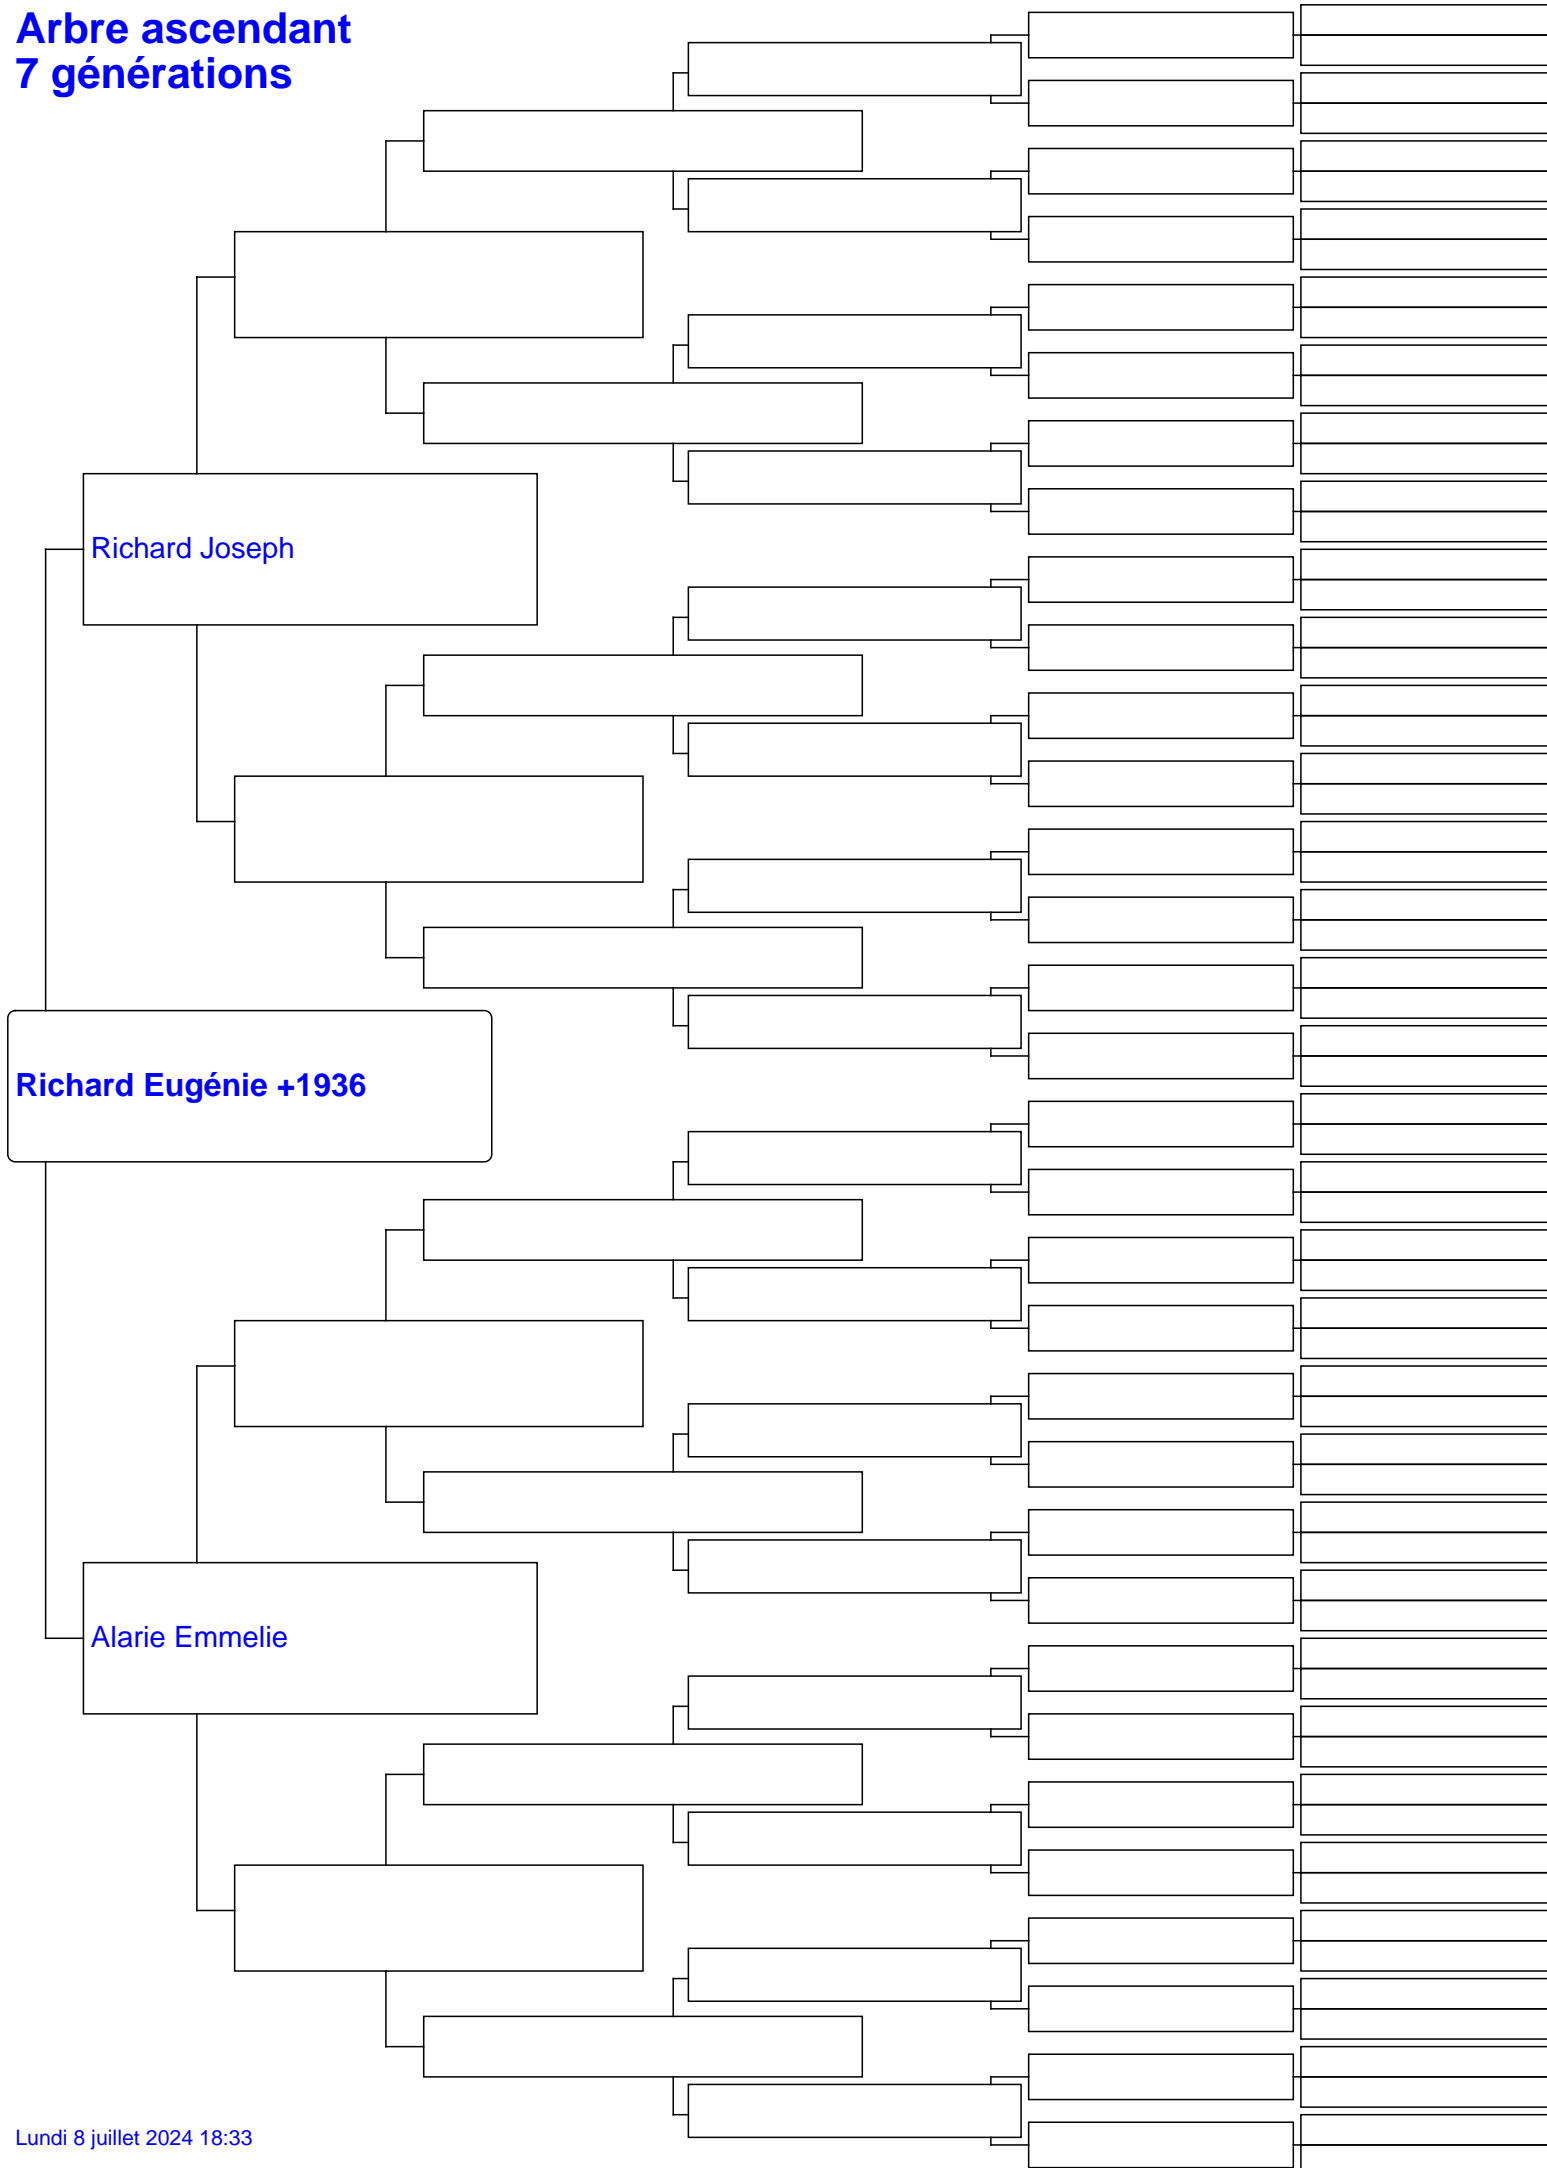 Arbre ascendant
7 générations
Richard Joseph
Richard Eugénie +1936
Alarie Emmelie
Lundi 8 juillet 2024 18:33